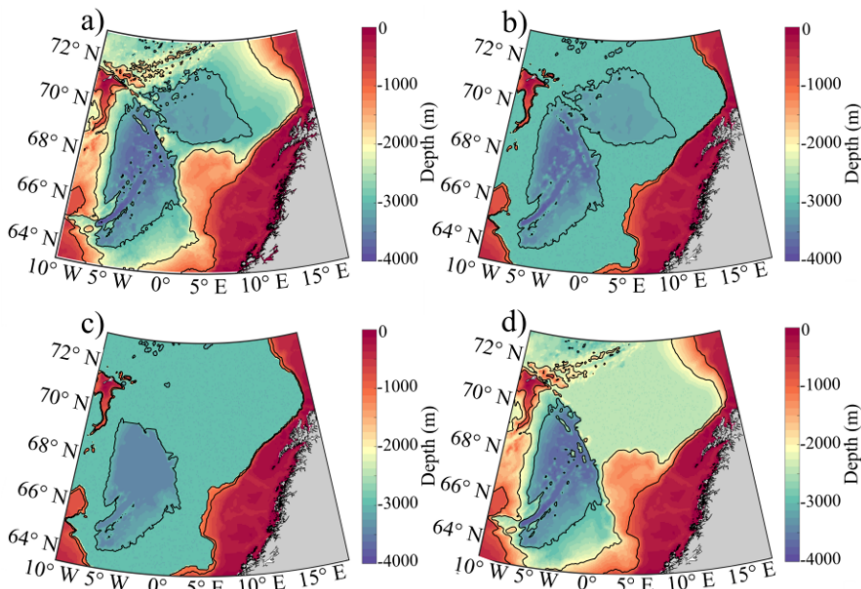 a)
72° N
70° N
68° N
66° N
64° N
10° W
5° W
0°
5° E
10° E
15° E
0
-1000
-2000
-3000
-4000
Depth (m)
b)
72° N
70° N
68° N
66° N
64° N
10° W
5° W
0°
5° E
10° E
15° E
0
-1000
-2000
-3000
-4000
Depth (m)
c)
72° N
70° N
68° N
66° N
64° N
10° W
5° W
0°
5° E
10° E
15° E
0
-1000
-2000
-3000
-4000
Depth (m)
d)
72° N
70° N
68° N
66° N
64° N
10° W
5° W
0°
5° E
10° E
15° E
0
-1000
-2000
-3000
-4000
Depth (m)